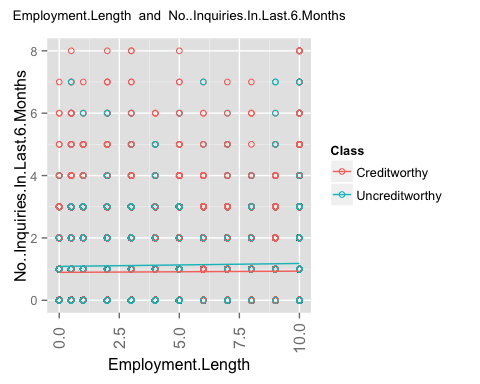 Employment.Length and No..Inquiries.In.Last.6.Months
No..Inquiries.In.Last.6.Months
8
6
4
2
0
0.0
2.5
5.0
7.5
10.0
Employment.Length
Class
Creditworthy
Uncreditworthy